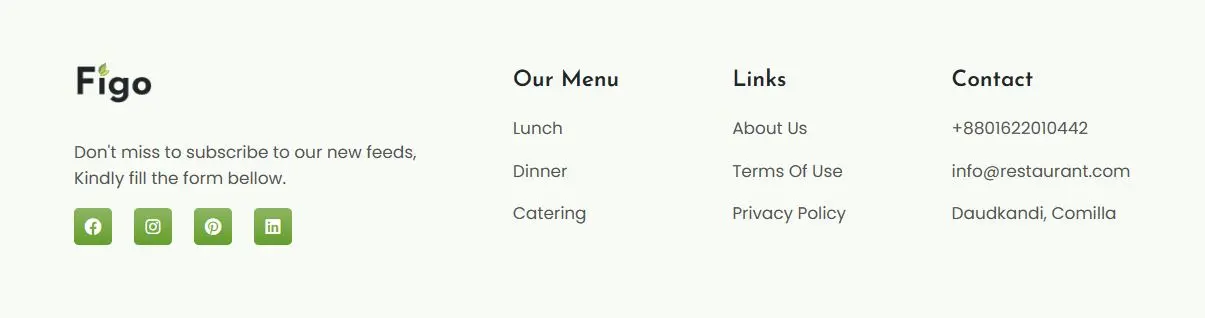 Figo
Don't miss to subscribe to our new feeds,
Kindly fill the form bellow.
Our Menu
Lunch
Dinner
Catering
Links
About Us
Terms Of Use
Privacy Policy
Contact
+8801622010442
info@restaurant.com
Daudkandi, Comilla